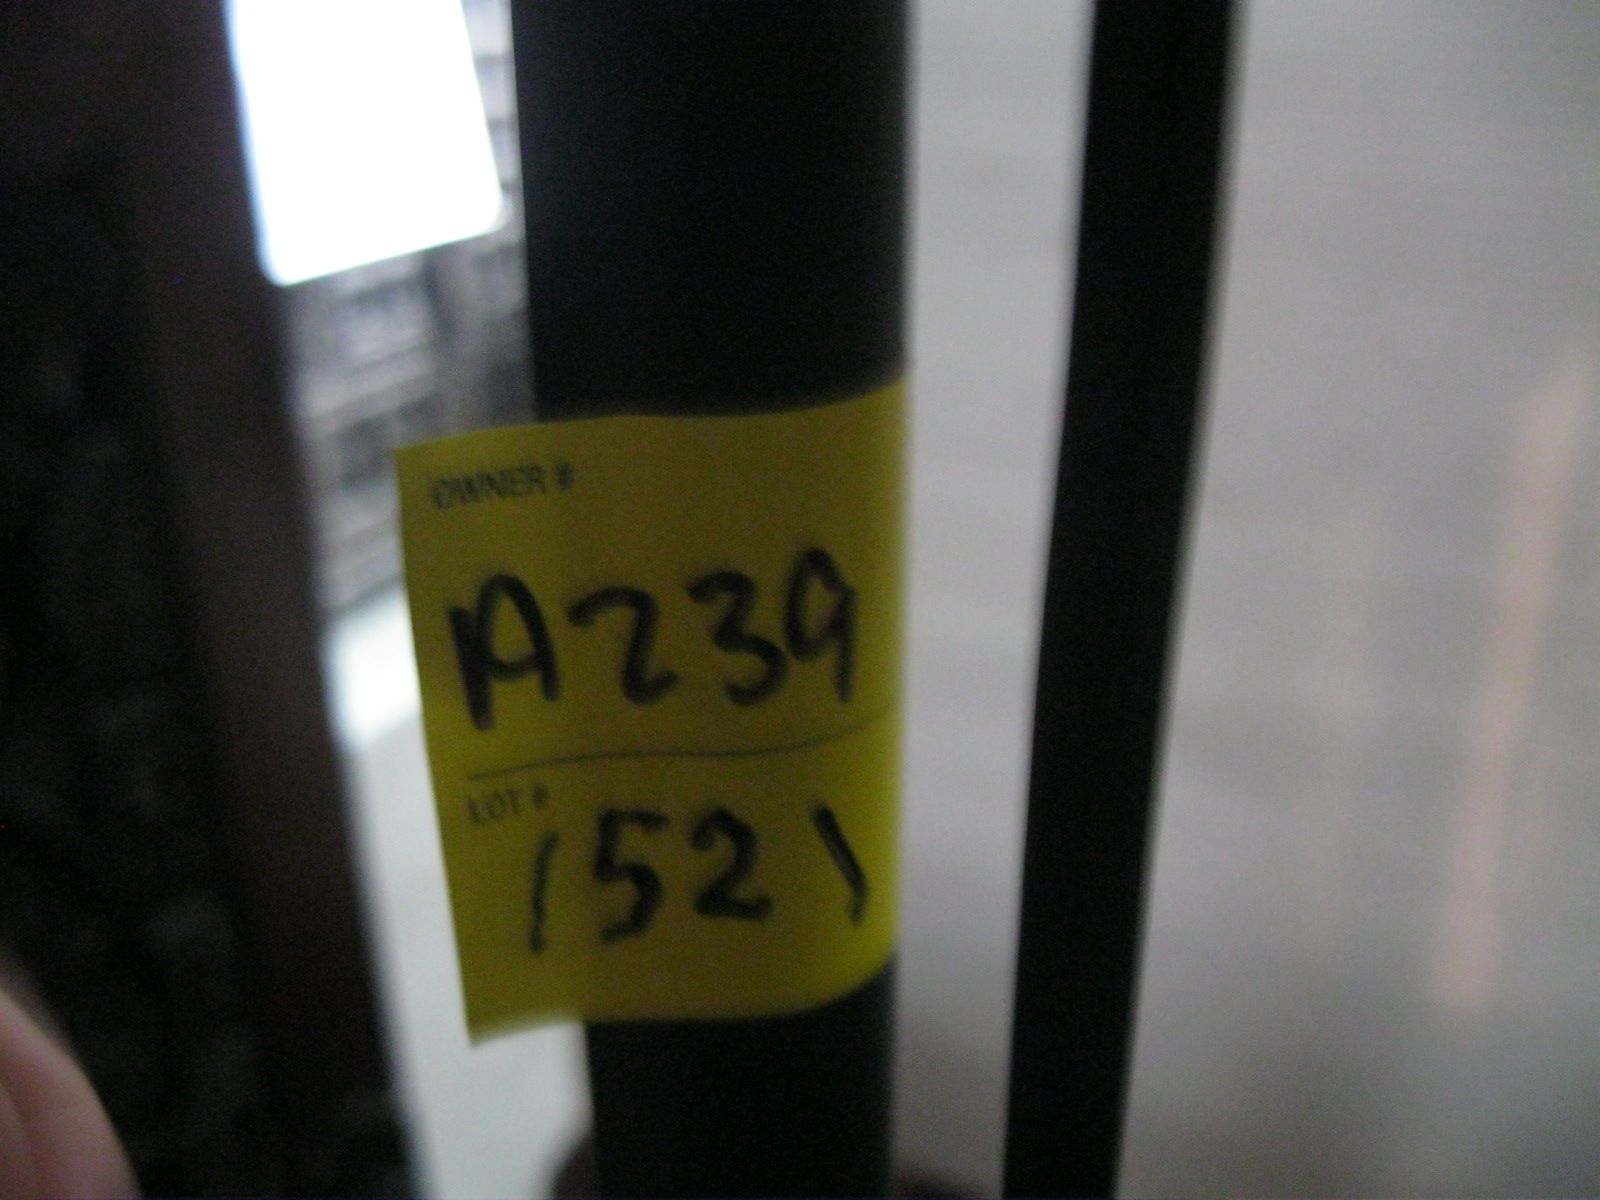 OWNER #
A239
LOT #
1521